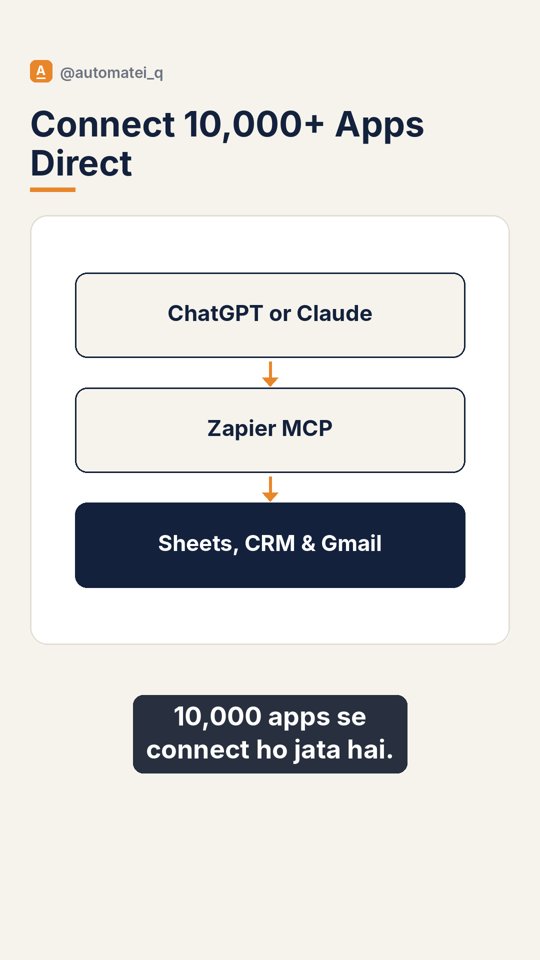 A @automatei_q
Connect 10,000+ Apps
Direct
ChatGPT or Claude
Zapier MCP
Sheets, CRM & Gmail
10,000 apps se
connect ho jata hai.